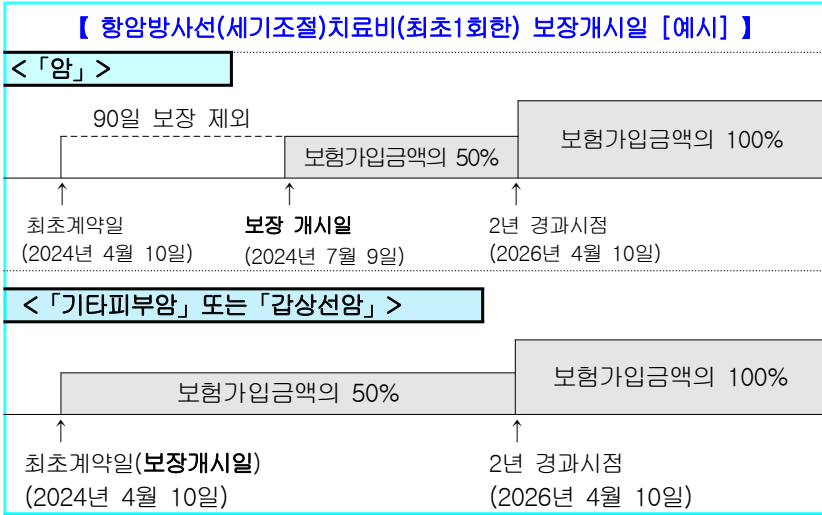 【 항암방사선(세기조절)치료비(최초1회한) 보장개시일 [예시] 】
<「암」>
90일 보장 제외
보험가입금액의 50%
보험가입금액의 100%
↑ ↑ ↑
최초계약일 보장 개시일 2년 경과시점
(2024년 4월 10일) (2024년 7월 9일) (2026년 4월 10일)
<「기타피부암」또는「갑상선암」>
보험가입금액의 50%
보험가입금액의 100%
↑ ↑
최초계약일(보장개시일) 2년 경과시점
(2024년 4월 10일) (2026년 4월 10일)